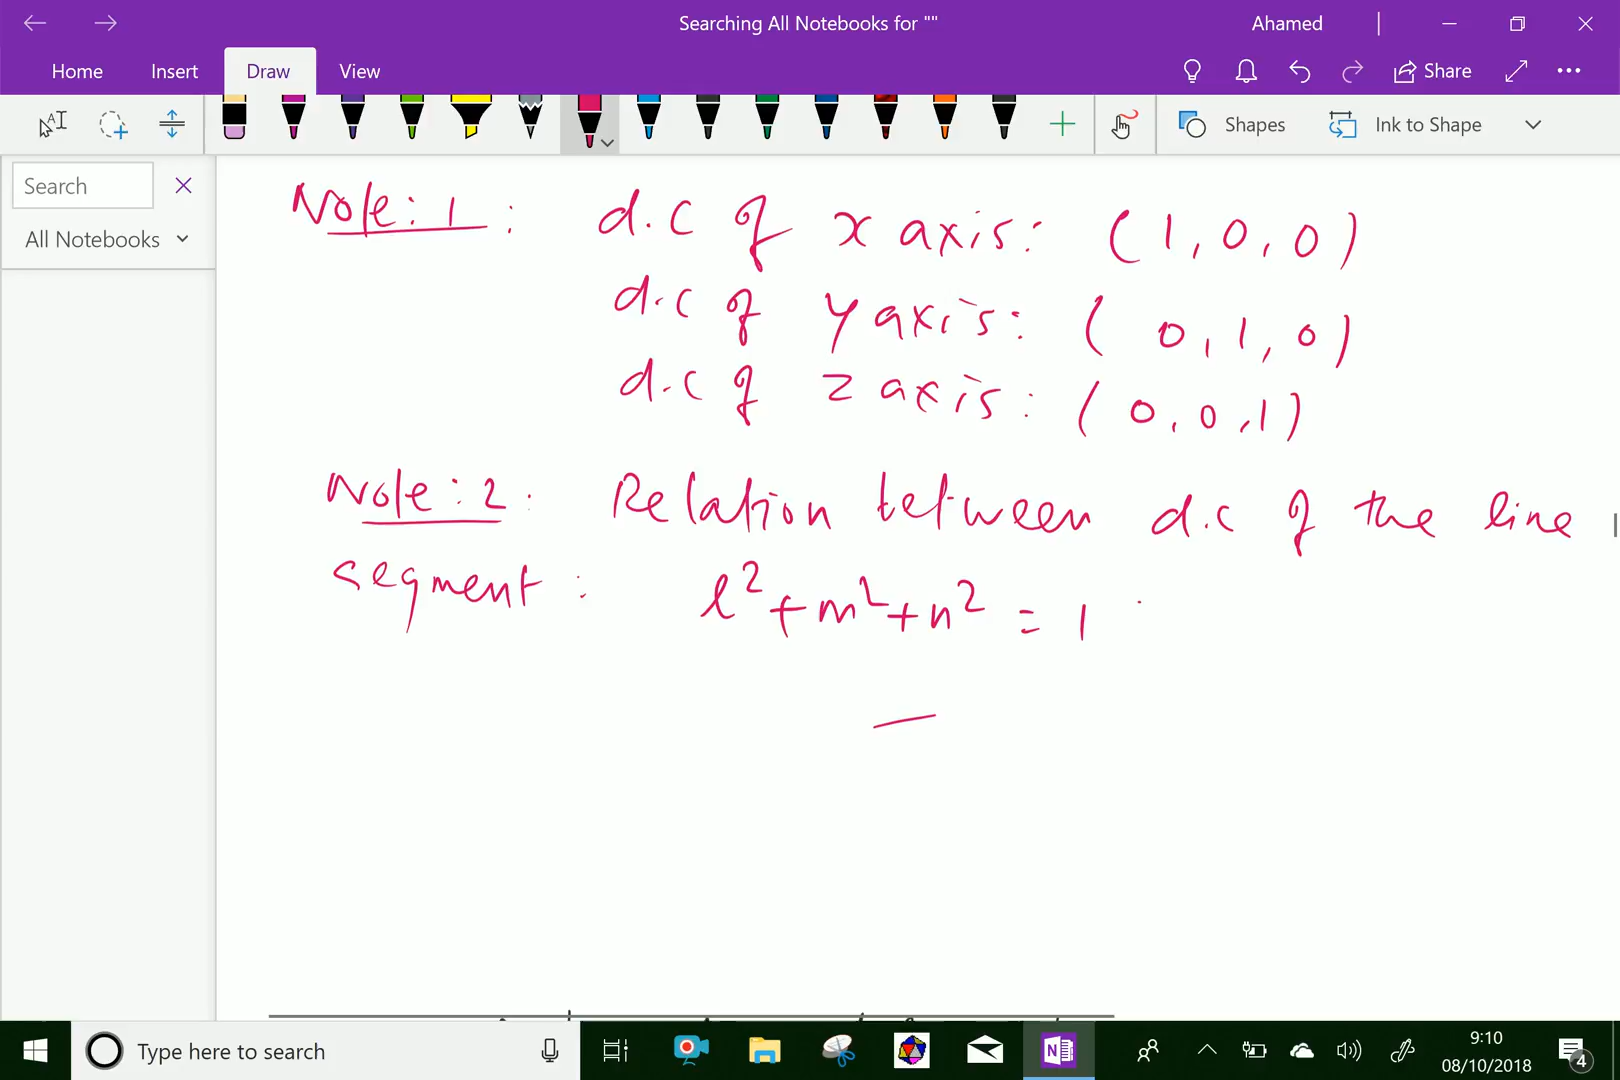 Searching All Notebooks for ""
Ahamed
Home Insert Draw View
Share
Shapes
Ink to Shape
Search
All Notebooks
Note:1: d.c of x axis: (1,0,0)
d.c of y axis: (0,1,0)
d.c of z axis: (0,0,1)
Note:2: Relation between d.c of the line
segment: l²+m²+n² = 1
Type here to search
9:10
08/10/2018
4